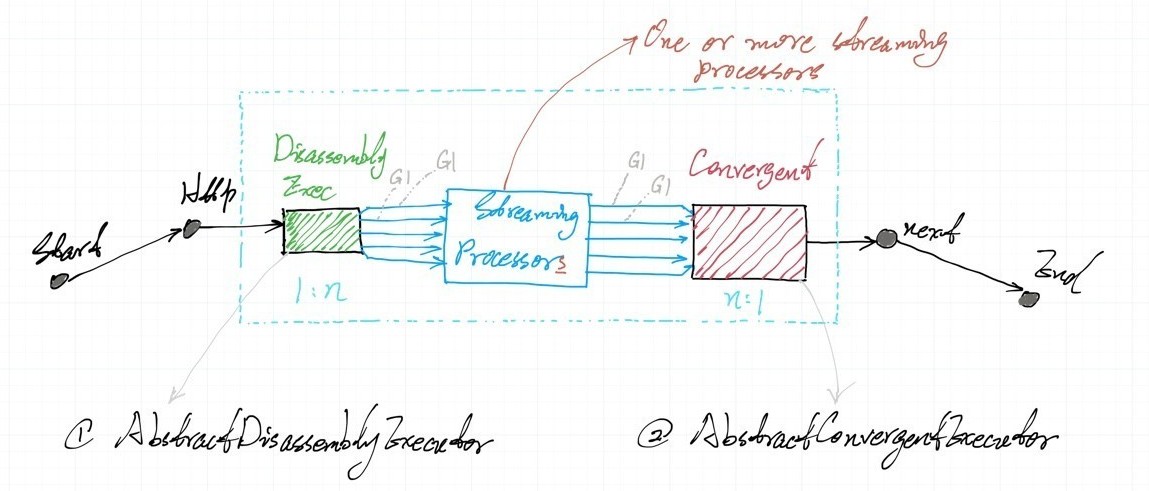 One or more streaming
processors
Disassembly
Exec
G1
G1
G1
G1
Convergent
Http
Start
Streaming
Processors
next
End
1:n
n:1
① AbstractDisassemblyExecutor
② AbstractConvergentExecutor